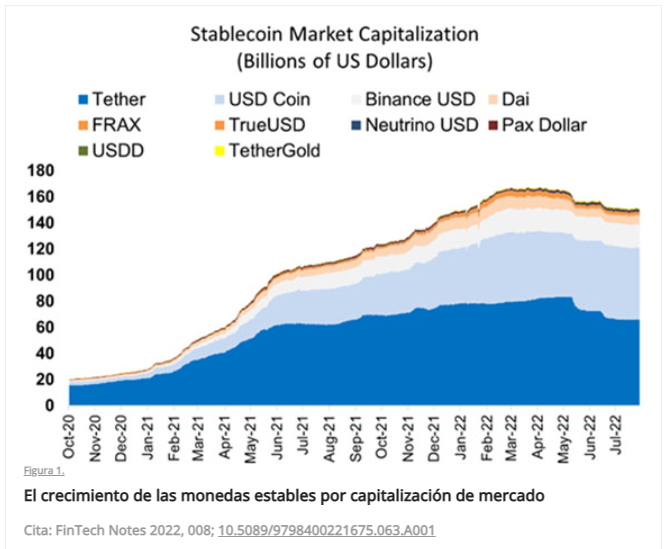 Stablecoin Market Capitalization
(Billions of US Dollars)
Tether USD Coin Binance USD Dai
FRAX TrueUSD Neutrino USD Pax Dollar
USDD TetherGold
180
160
140
120
100
80
60
40
20
0
Oct-20 Nov-20 Dec-20 Jan-21 Feb-21 Mar-21 Apr-21 May-21 Jun-21 Jul-21 Aug-21 Sep-21 Oct-21 Nov-21 Dec-21 Jan-22 Feb-22 Mar-22 Apr-22 May-22 Jun-22 Jul-22
Figura 1.
El crecimiento de las monedas estables por capitalización de mercado
Cita: FinTech Notes 2022, 008; 10.5089/9798400221675.063.A001